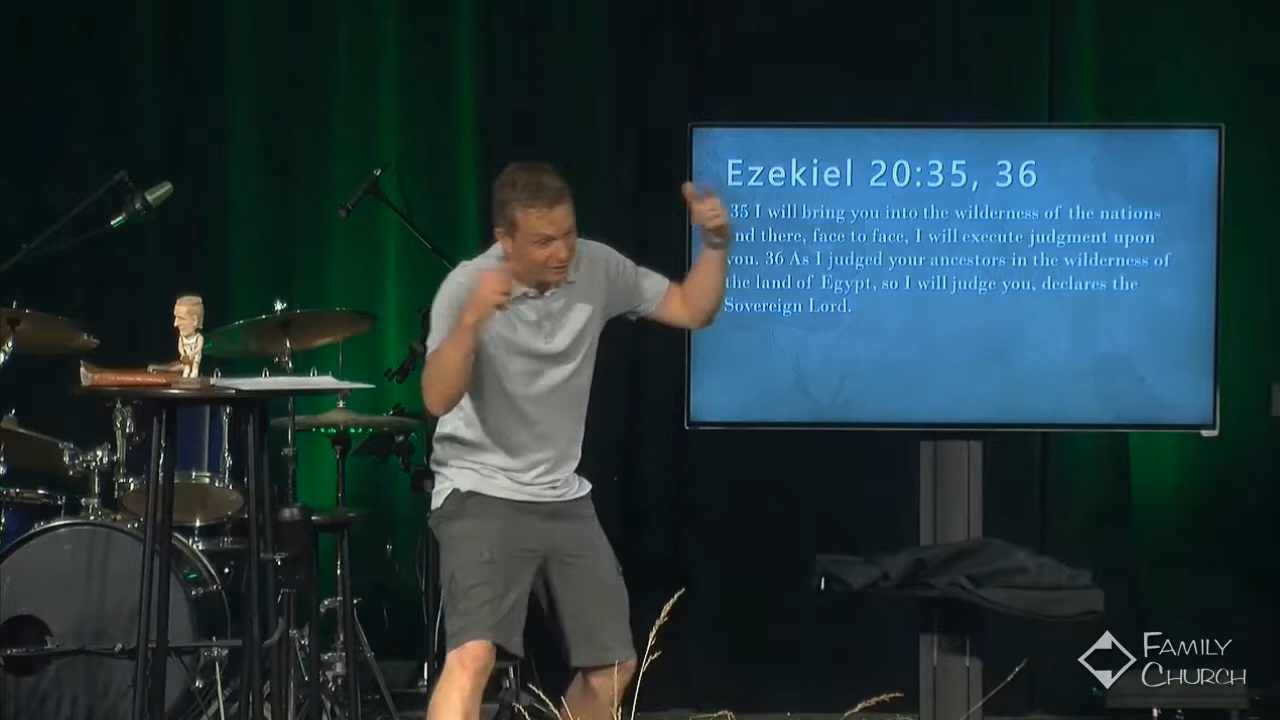 Ezekiel 20:35, 36
35 I will bring you into the wilderness of the nations
and there, face to face, I will execute judgment upon
you. 36 As I judged your ancestors in the wilderness of
the land of Egypt, so I will judge you, declares the
Sovereign Lord.
FAMILY
CHURCH